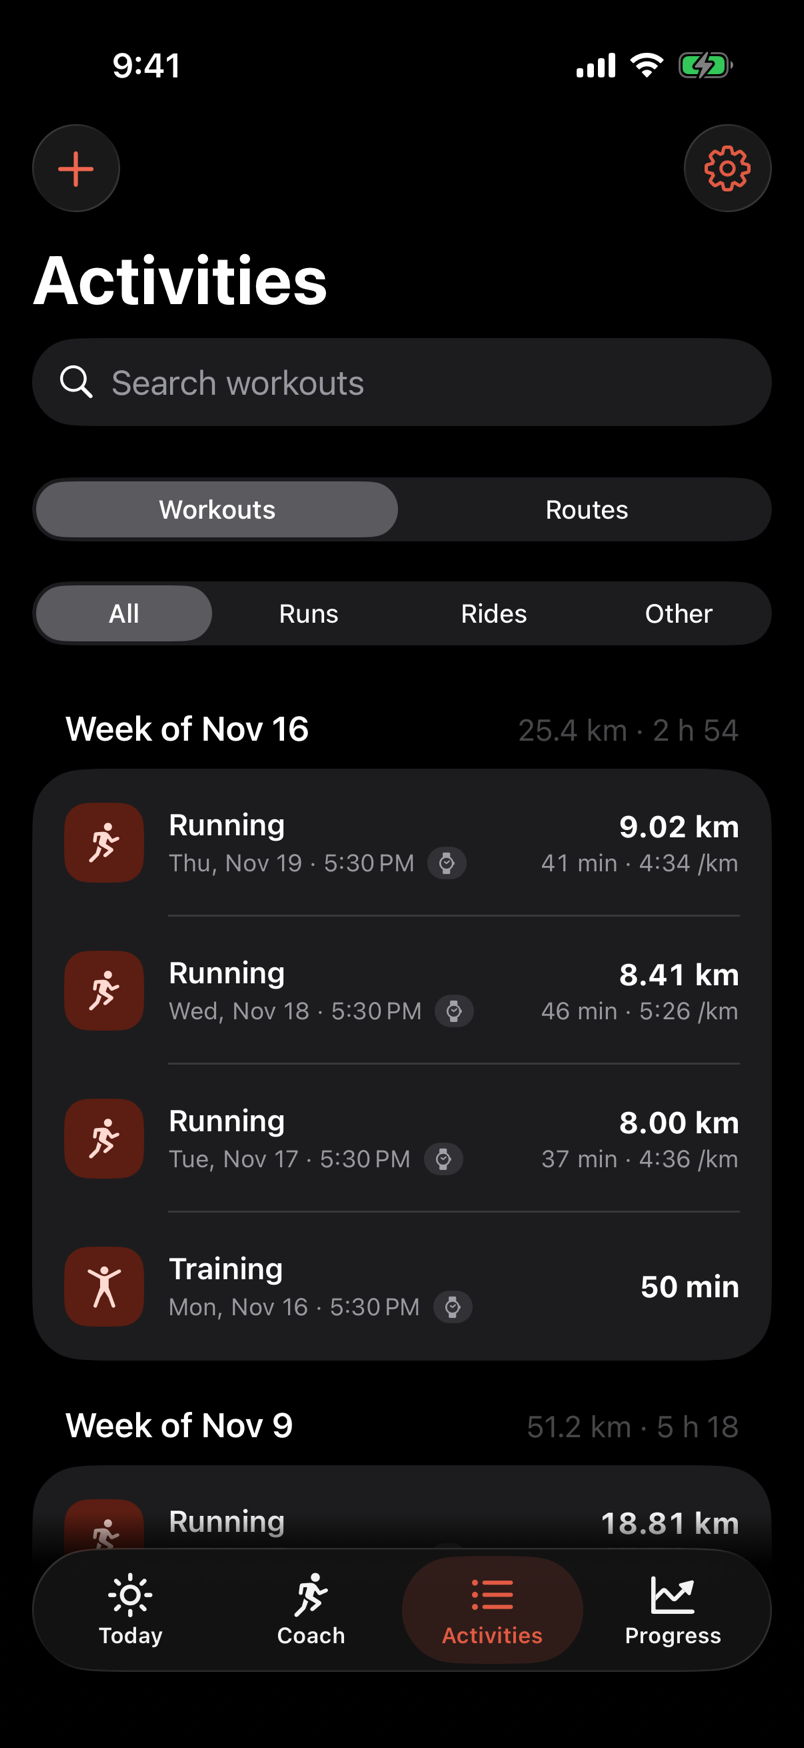 9:41
Activities
Search workouts
Workouts Routes
All Runs Rides Other
Week of Nov 16 25.4 km · 2 h 54
Running 9.02 km
Thu, Nov 19 · 5:30 PM 41 min · 4:34 /km
Running 8.41 km
Wed, Nov 18 · 5:30 PM 46 min · 5:26 /km
Running 8.00 km
Tue, Nov 17 · 5:30 PM 37 min · 4:36 /km
Training 50 min
Mon, Nov 16 · 5:30 PM
Week of Nov 9 51.2 km · 5 h 18
Running 18.81 km
Today Coach Activities Progress